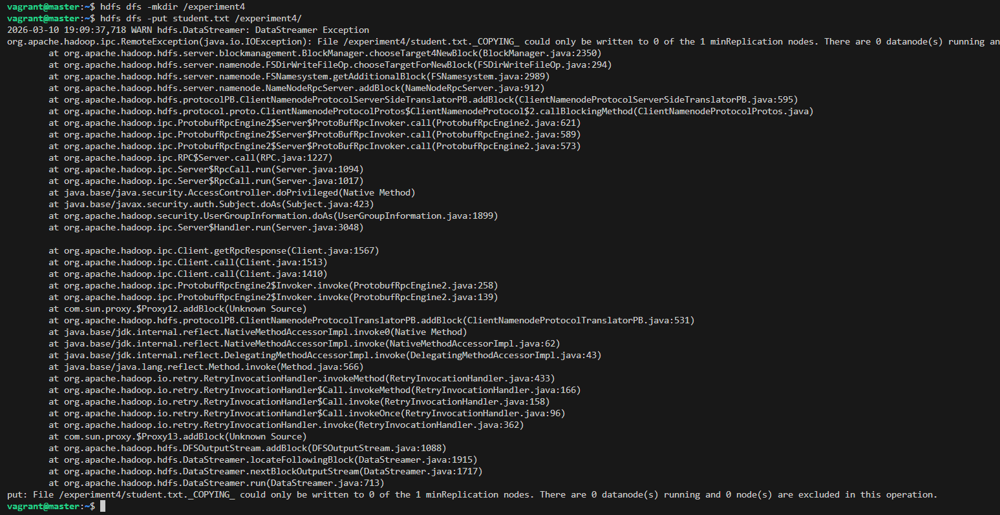 vagrant@master:~$ hdfs dfs -mkdir /experiment4
vagrant@master:~$ hdfs dfs -put student.txt /experiment4/
2026-03-10 19:09:37,718 WARN hdfs.DataStreamer: DataStreamer Exception
org.apache.hadoop.ipc.RemoteException(java.io.IOException): File /experiment4/student.txt._COPYING_ could only be written to 0 of the 1 minReplication nodes. There are 0 datanode(s) running an
at org.apache.hadoop.hdfs.server.blockmanagement.BlockManager.chooseTarget4NewBlock(BlockManager.java:2350)
at org.apache.hadoop.hdfs.server.namenode.FSDirWriteFileOp.chooseTargetForNewBlock(FSDirWriteFileOp.java:294)
at org.apache.hadoop.hdfs.server.namenode.FSNamesystem.getAdditionalBlock(FSNamesystem.java:2989)
at org.apache.hadoop.hdfs.server.namenode.NameNodeRpcServer.addBlock(NameNodeRpcServer.java:912)
at org.apache.hadoop.hdfs.protocolPB.ClientNamenodeProtocolServerSideTranslatorPB.addBlock(ClientNamenodeProtocolServerSideTranslatorPB.java:595)
at org.apache.hadoop.hdfs.protocol.proto.ClientNamenodeProtocolProtos$ClientNamenodeProtocol$2.callBlockingMethod(ClientNamenodeProtocolProtos.java)
at org.apache.hadoop.ipc.ProtobufRpcEngine2$Server$ProtoBufRpcInvoker.call(ProtobufRpcEngine2.java:621)
at org.apache.hadoop.ipc.ProtobufRpcEngine2$Server$ProtoBufRpcInvoker.call(ProtobufRpcEngine2.java:589)
at org.apache.hadoop.ipc.ProtobufRpcEngine2$Server$ProtoBufRpcInvoker.call(ProtobufRpcEngine2.java:573)
at org.apache.hadoop.ipc.RPC$Server.call(RPC.java:1227)
at org.apache.hadoop.ipc.Server$RpcCall.run(Server.java:1094)
at org.apache.hadoop.ipc.Server$RpcCall.run(Server.java:1017)
at java.base/java.security.AccessController.doPrivileged(Native Method)
at java.base/javax.security.auth.Subject.doAs(Subject.java:423)
at org.apache.hadoop.security.UserGroupInformation.doAs(UserGroupInformation.java:1899)
at org.apache.hadoop.ipc.Server$Handler.run(Server.java:3048)
at org.apache.hadoop.ipc.Client.getRpcResponse(Client.java:1567)
at org.apache.hadoop.ipc.Client.call(Client.java:1513)
at org.apache.hadoop.ipc.Client.call(Client.java:1410)
at org.apache.hadoop.ipc.ProtobufRpcEngine2$Invoker.invoke(ProtobufRpcEngine2.java:258)
at org.apache.hadoop.ipc.ProtobufRpcEngine2$Invoker.invoke(ProtobufRpcEngine2.java:139)
at com.sun.proxy.$Proxy12.addBlock(Unknown Source)
at org.apache.hadoop.hdfs.protocolPB.ClientNamenodeProtocolTranslatorPB.addBlock(ClientNamenodeProtocolTranslatorPB.java:531)
at java.base/jdk.internal.reflect.NativeMethodAccessorImpl.invoke0(Native Method)
at java.base/jdk.internal.reflect.NativeMethodAccessorImpl.invoke(NativeMethodAccessorImpl.java:62)
at java.base/jdk.internal.reflect.DelegatingMethodAccessorImpl.invoke(DelegatingMethodAccessorImpl.java:43)
at java.base/java.lang.reflect.Method.invoke(Method.java:566)
at org.apache.hadoop.io.retry.RetryInvocationHandler.invokeMethod(RetryInvocationHandler.java:433)
at org.apache.hadoop.io.retry.RetryInvocationHandler$Call.invokeMethod(RetryInvocationHandler.java:166)
at org.apache.hadoop.io.retry.RetryInvocationHandler$Call.invoke(RetryInvocationHandler.java:158)
at org.apache.hadoop.io.retry.RetryInvocationHandler$Call.invokeOnce(RetryInvocationHandler.java:96)
at org.apache.hadoop.io.retry.RetryInvocationHandler.invoke(RetryInvocationHandler.java:362)
at com.sun.proxy.$Proxy13.addBlock(Unknown Source)
at org.apache.hadoop.hdfs.DFSOutputStream.addBlock(DFSOutputStream.java:1088)
at org.apache.hadoop.hdfs.DataStreamer.locateFollowingBlock(DataStreamer.java:1915)
at org.apache.hadoop.hdfs.DataStreamer.nextBlockOutputStream(DataStreamer.java:1717)
at org.apache.hadoop.hdfs.DataStreamer.run(DataStreamer.java:713)
put: File /experiment4/student.txt._COPYING_ could only be written to 0 of the 1 minReplication nodes. There are 0 datanode(s) running and 0 node(s) are excluded in this operation.
vagrant@master:~$